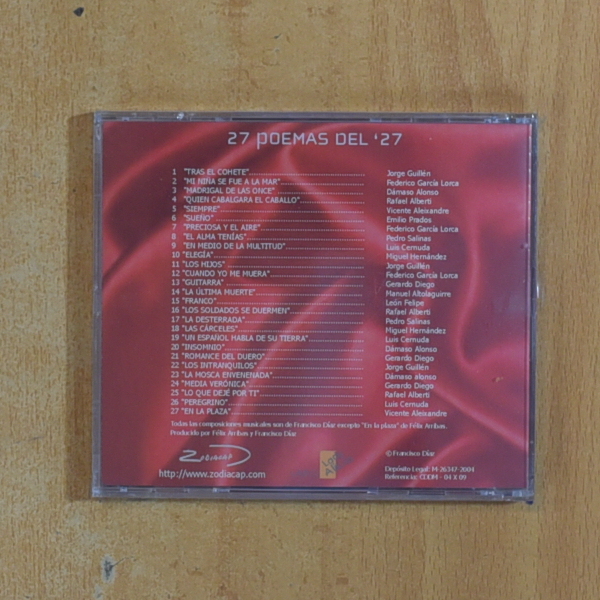 27 POEMAS DEL '27
1 "TRAS EL COHETE" Jorge Guillén
2 "MI NIÑA SE FUE A LA MAR" Federico García Lorca
3 "MADRIGAL DE LAS ONCE" Dámaso Alonso
4 "QUIEN CABALGARA EL CABALLO" Rafael Alberti
5 "SIEMPRE" Vicente Aleixandre
6 "SUEÑO" Emilio Prados
7 "PRECIOSA Y EL AIRE" Federico García Lorca
8 "EL ALMA TENÍAS" Pedro Salinas
9 "EN MEDIO DE LA MULTITUD" Luis Cernuda
10 "ELEGÍA" Miguel Hernández
11 "LOS HIJOS" Jorge Guillén
12 "CUANDO YO ME MUERA" Federico García Lorca
13 "GUITARRA" Gerardo Diego
14 "LA ÚLTIMA MUERTE" Manuel Altolaguirre
15 "FRANCO" León Felipe
16 "LOS SOLDADOS SE DUERMEN" Rafael Alberti
17 "LA DESTERRADA" Pedro Salinas
18 "LAS CÁRCELES" Miguel Hernández
19 "UN ESPAÑOL HABLA DE SU TIERRA" Luis Cernuda
20 "INSOMNIO" Dámaso Alonso
21 "ROMANCE DEL DUERO" Gerardo Diego
22 "LOS INTRANQUILOS" Jorge Guillén
23 "LA MOSCA ENVENENADA" Dámaso alonso
24 "MEDIA VERÓNICA" Gerardo Diego
25 "LO QUE DEJÉ POR TI" Rafael Alberti
26 "PEREGRINO" Luis Cernuda
27 "EN LA PLAZA" Vicente Aleixandre
Todas las composiciones musicales son de Francisco Díaz excepto "En la plaza" de Félix Arribas.
Producido por Félix Arribas y Francisco Díaz
Zodiacap
http://www.zodiacap.com
© Francisco Díaz
Depósito Legal: M-26347-2004
Referencia: CDDM - 04 X 09